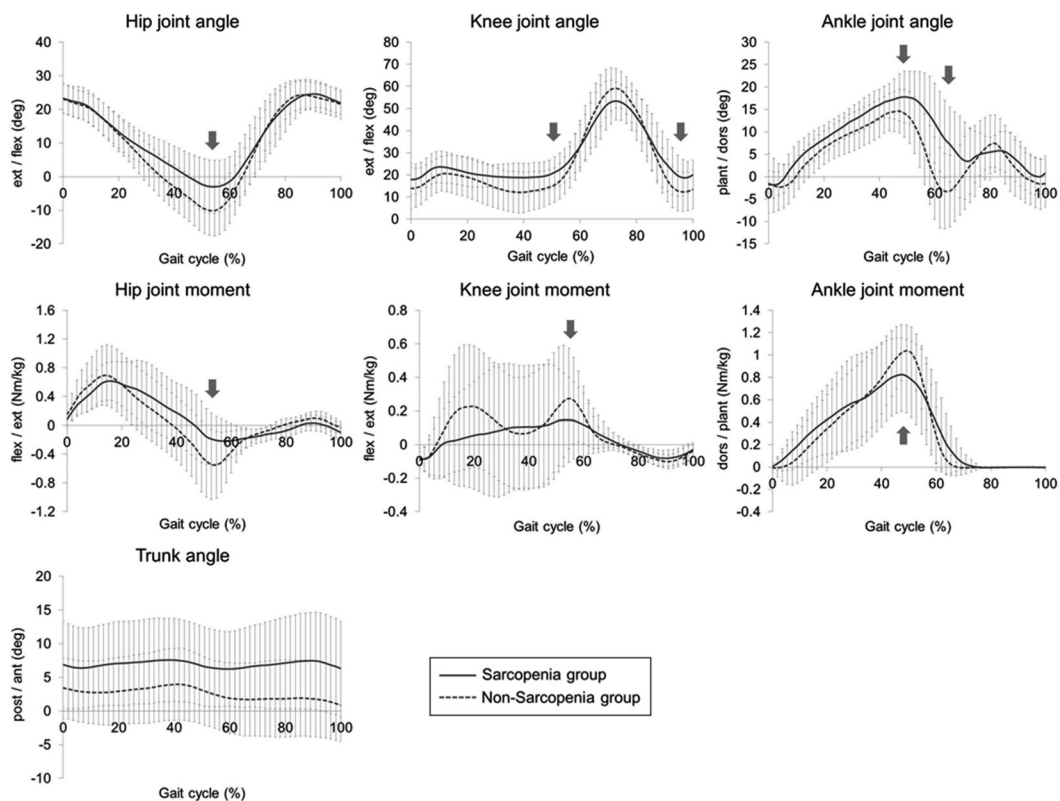 Hip joint angle
40
30
20
10
0
-10
-20
ext / flex (deg)
0 20 40 60 80 100
Gait cycle (%)
Knee joint angle
80
70
60
50
40
30
20
10
0
ext / flex (deg)
0 20 40 60 80 100
Gait cycle (%)
Ankle joint angle
30
25
20
15
10
5
0
-5
-10
-15
plant / dors (deg)
0 20 40 60 80 100
Gait cycle (%)
Hip joint moment
1.6
1.2
0.8
0.4
0
-0.4
-0.8
-1.2
flex / ext (Nm/kg)
0 20 40 60 80 100
Gait cycle (%)
Knee joint moment
0.8
0.6
0.4
0.2
0
-0.2
-0.4
flex / ext (Nm/kg)
0 20 40 60 80 100
Gait cycle (%)
Ankle joint moment
1.4
1.2
1
0.8
0.6
0.4
0.2
0
-0.2
-0.4
dors / plant (Nm/kg)
0 20 40 60 80 100
Gait cycle (%)
Trunk angle
20
15
10
5
0
-5
-10
post / ant (deg)
0 20 40 60 80 100
Gait cycle (%)
Sarcopenia group
Non-Sarcopenia group